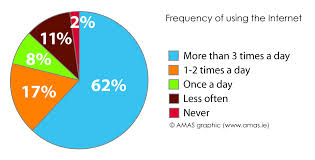 Frequency of using the Internet
2%
11%
8%
17%
62%
More than 3 times a day
1-2 times a day
Once a day
Less often
Never
© AMAS graphic (www.amas.ie)